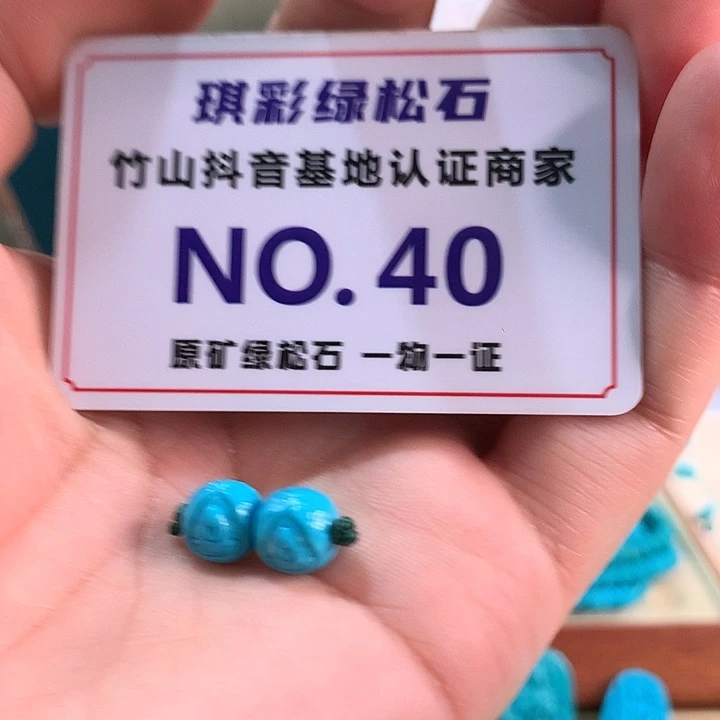 琪彩绿松石
竹山抖音基地认证商家
NO.40
原矿绿松石 一物一证